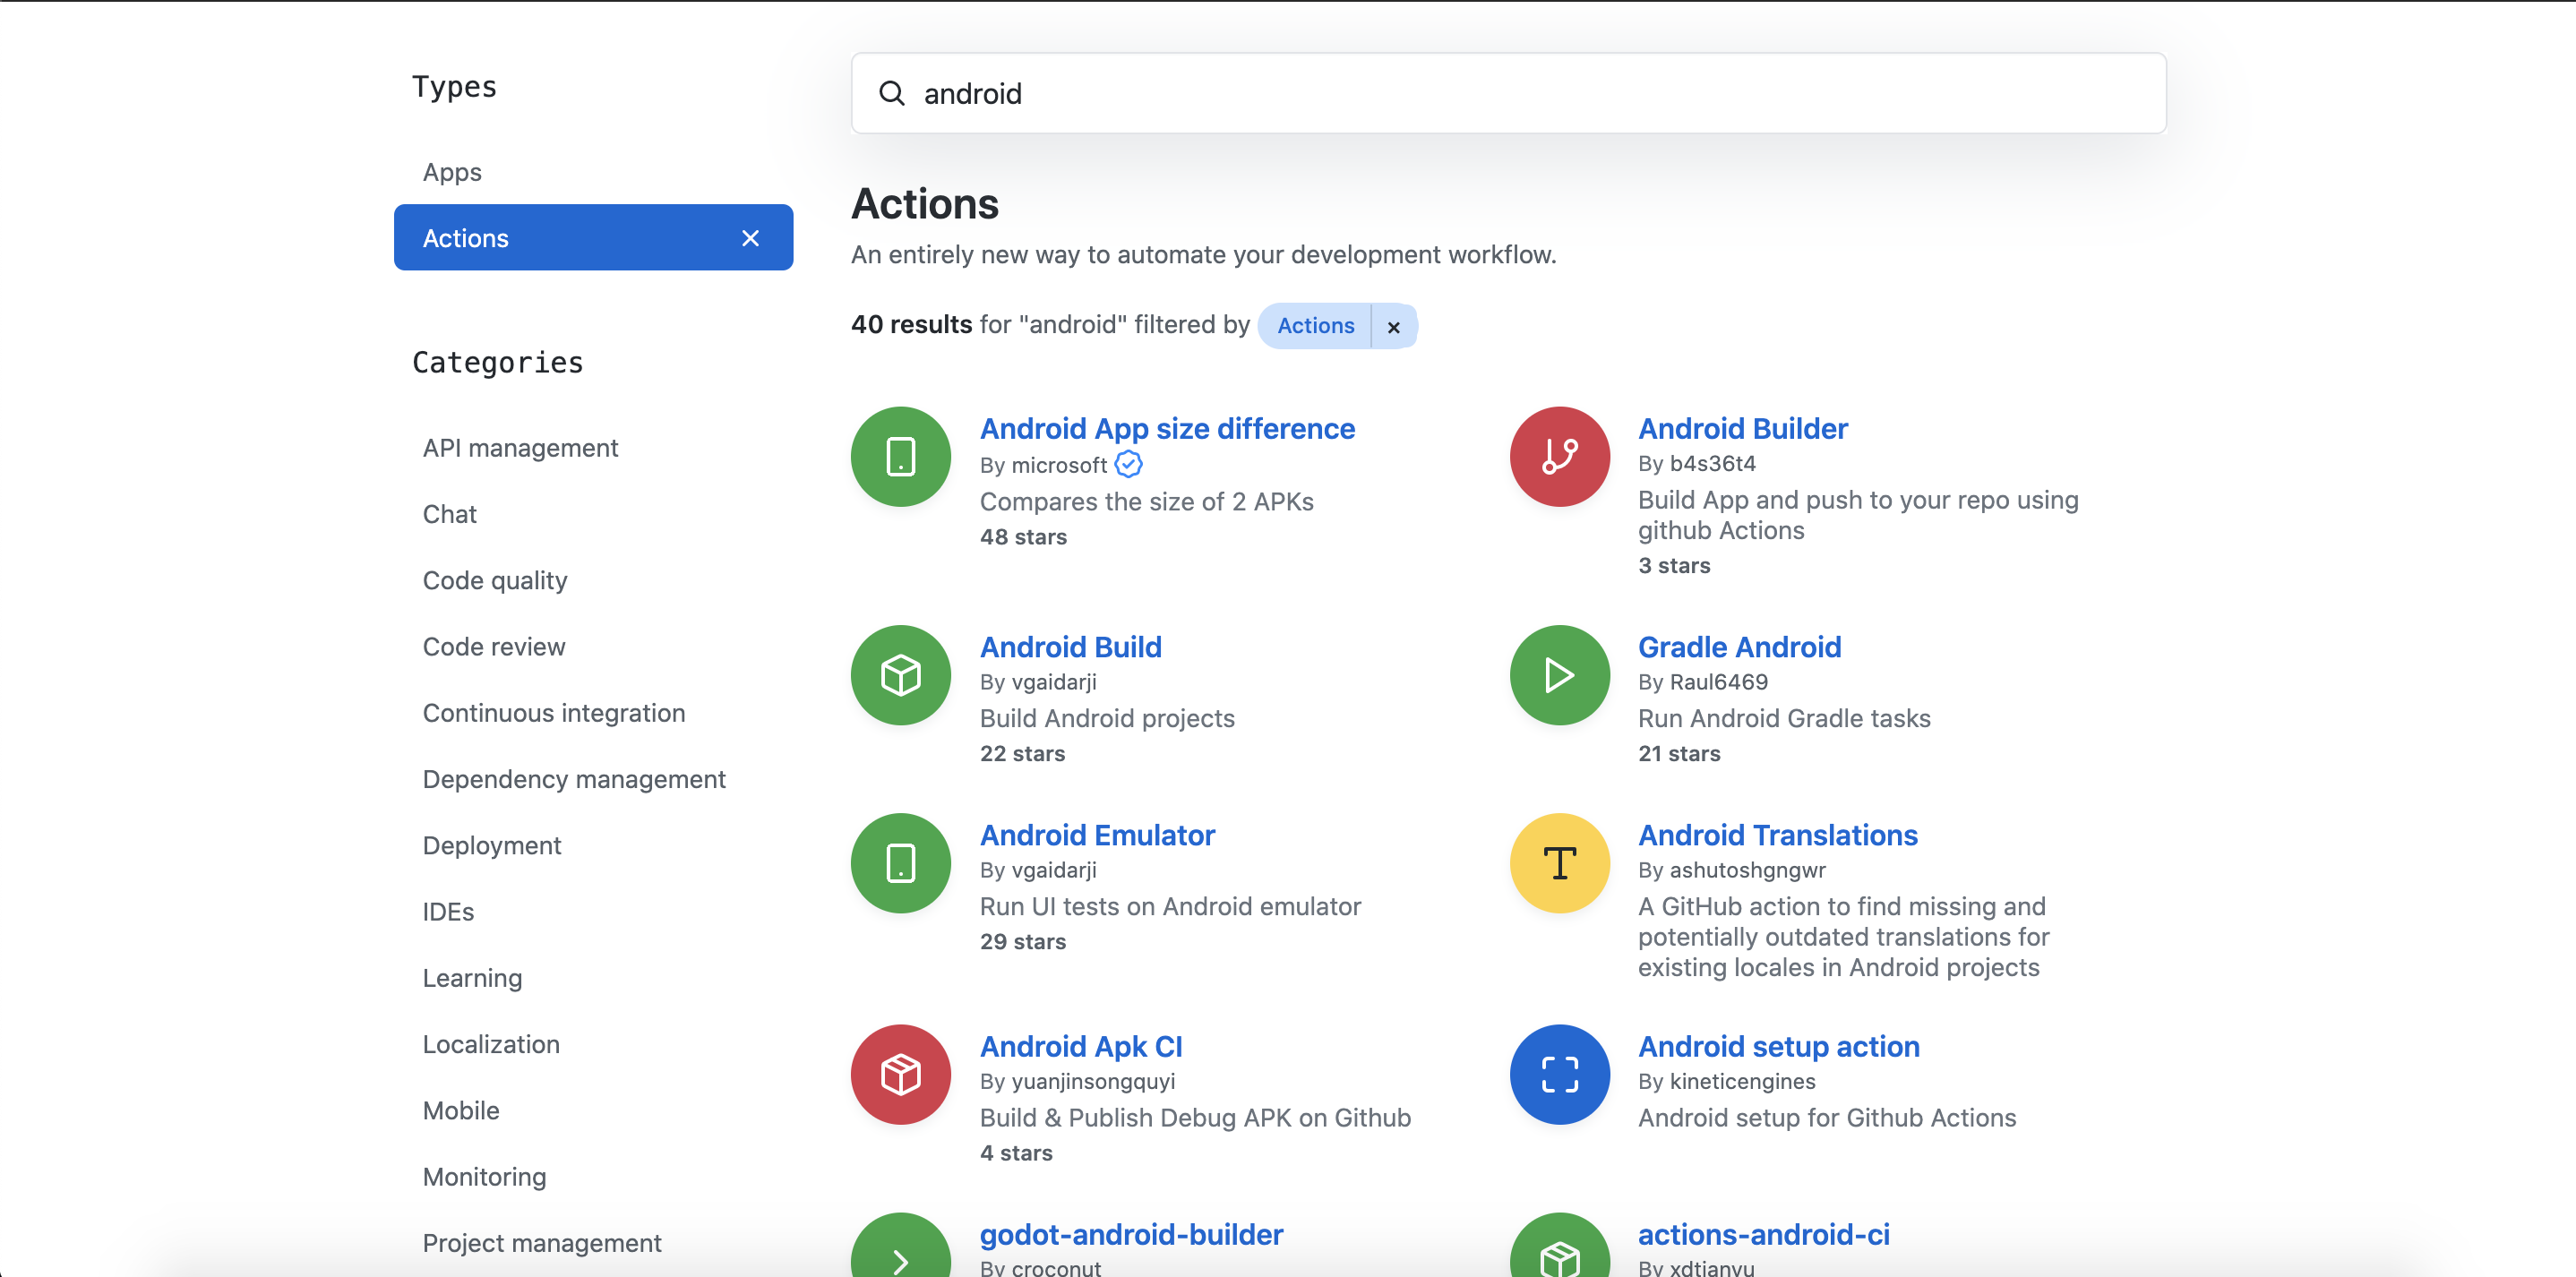 Types
Apps
Actions
Categories
API management
Chat
Code quality
Code review
Continuous integration
Dependency management
Deployment
IDEs
Learning
Localization
Mobile
Monitoring
Project management
android
Actions
An entirely new way to automate your development workflow.
40 results for "android" filtered by Actions ×
Android App size difference
By microsoft
Compares the size of 2 APKs
48 stars
Android Builder
By b4s36t4
Build App and push to your repo using
github Actions
3 stars
Android Build
By vgaidarji
Build Android projects
22 stars
Gradle Android
By Raul6469
Run Android Gradle tasks
21 stars
Android Emulator
By vgaidarji
Run UI tests on Android emulator
29 stars
Android Translations
By ashutoshgngwr
A GitHub action to find missing and
potentially outdated translations for
existing locales in Android projects
Android Apk CI
By yuanjinsongquyi
Build & Publish Debug APK on Github
4 stars
Android setup action
By kineticengines
Android setup for Github Actions
godot-android-builder
By croconut
actions-android-ci
By xdtianyu